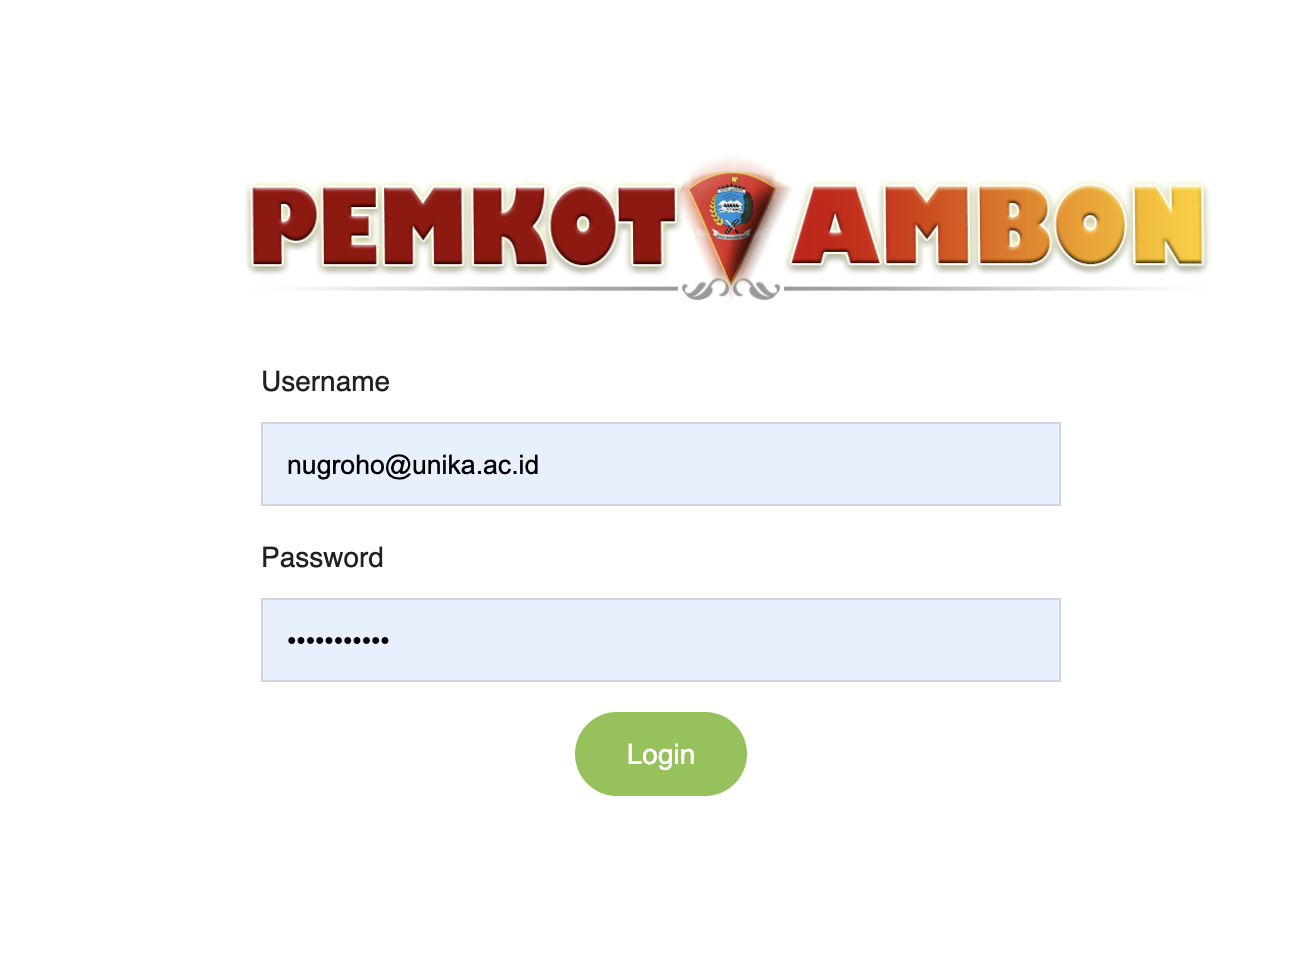 PEMKOT AMBON
Username
nugroho@unika.ac.id
Password
•••••••••••
Login